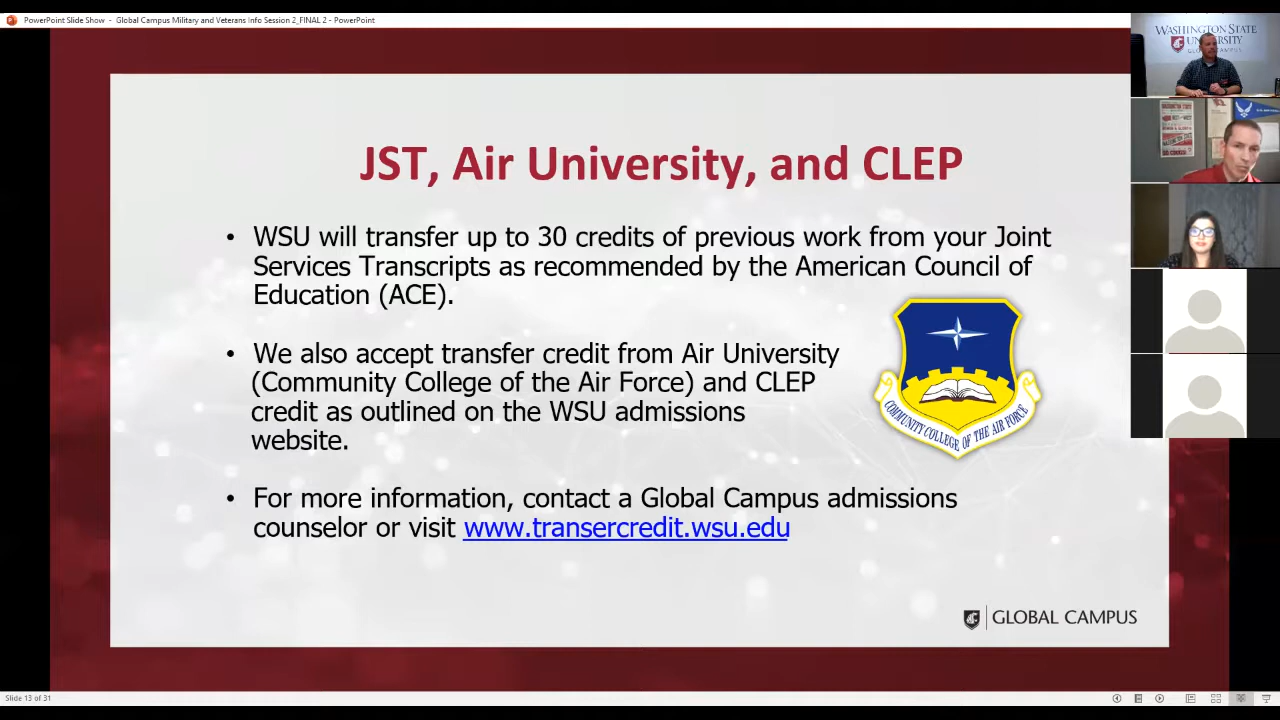 PowerPoint Slide Show - Global Campus Military and Veterans Info Session 2_FINAL 2 - PowerPoint
WASHINGTON STATE
UNIVERSITY
GLOBAL CAMPUS
JST, Air University, and CLEP
• WSU will transfer up to 30 credits of previous work from your Joint
Services Transcripts as recommended by the American Council of
Education (ACE).
• We also accept transfer credit from Air University
(Community College of the Air Force) and CLEP
credit as outlined on the WSU admissions
website.
COMMUNITY COLLEGE OF THE AIR FORCE
• For more information, contact a Global Campus admissions
counselor or visit www.transercredit.wsu.edu
GLOBAL CAMPUS
Slide 13 of 31